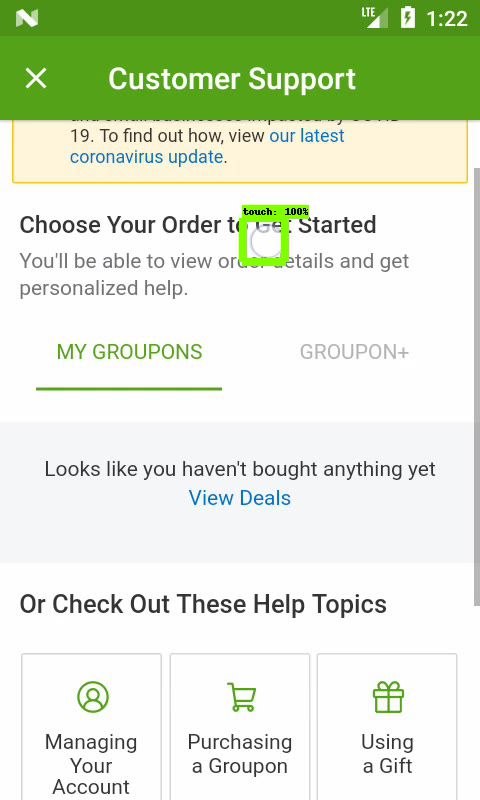 LTE 1:22
Customer Support
19. To find out how, view our latest
coronavirus update.
touch: 100%
Choose Your Order to Get Started
You'll be able to view order details and get
personalized help.
MY GROUPONS GROUPON+
Looks like you haven't bought anything yet
View Deals
Or Check Out These Help Topics
Managing
Your
Account
Purchasing
a Groupon
Using
a Gift